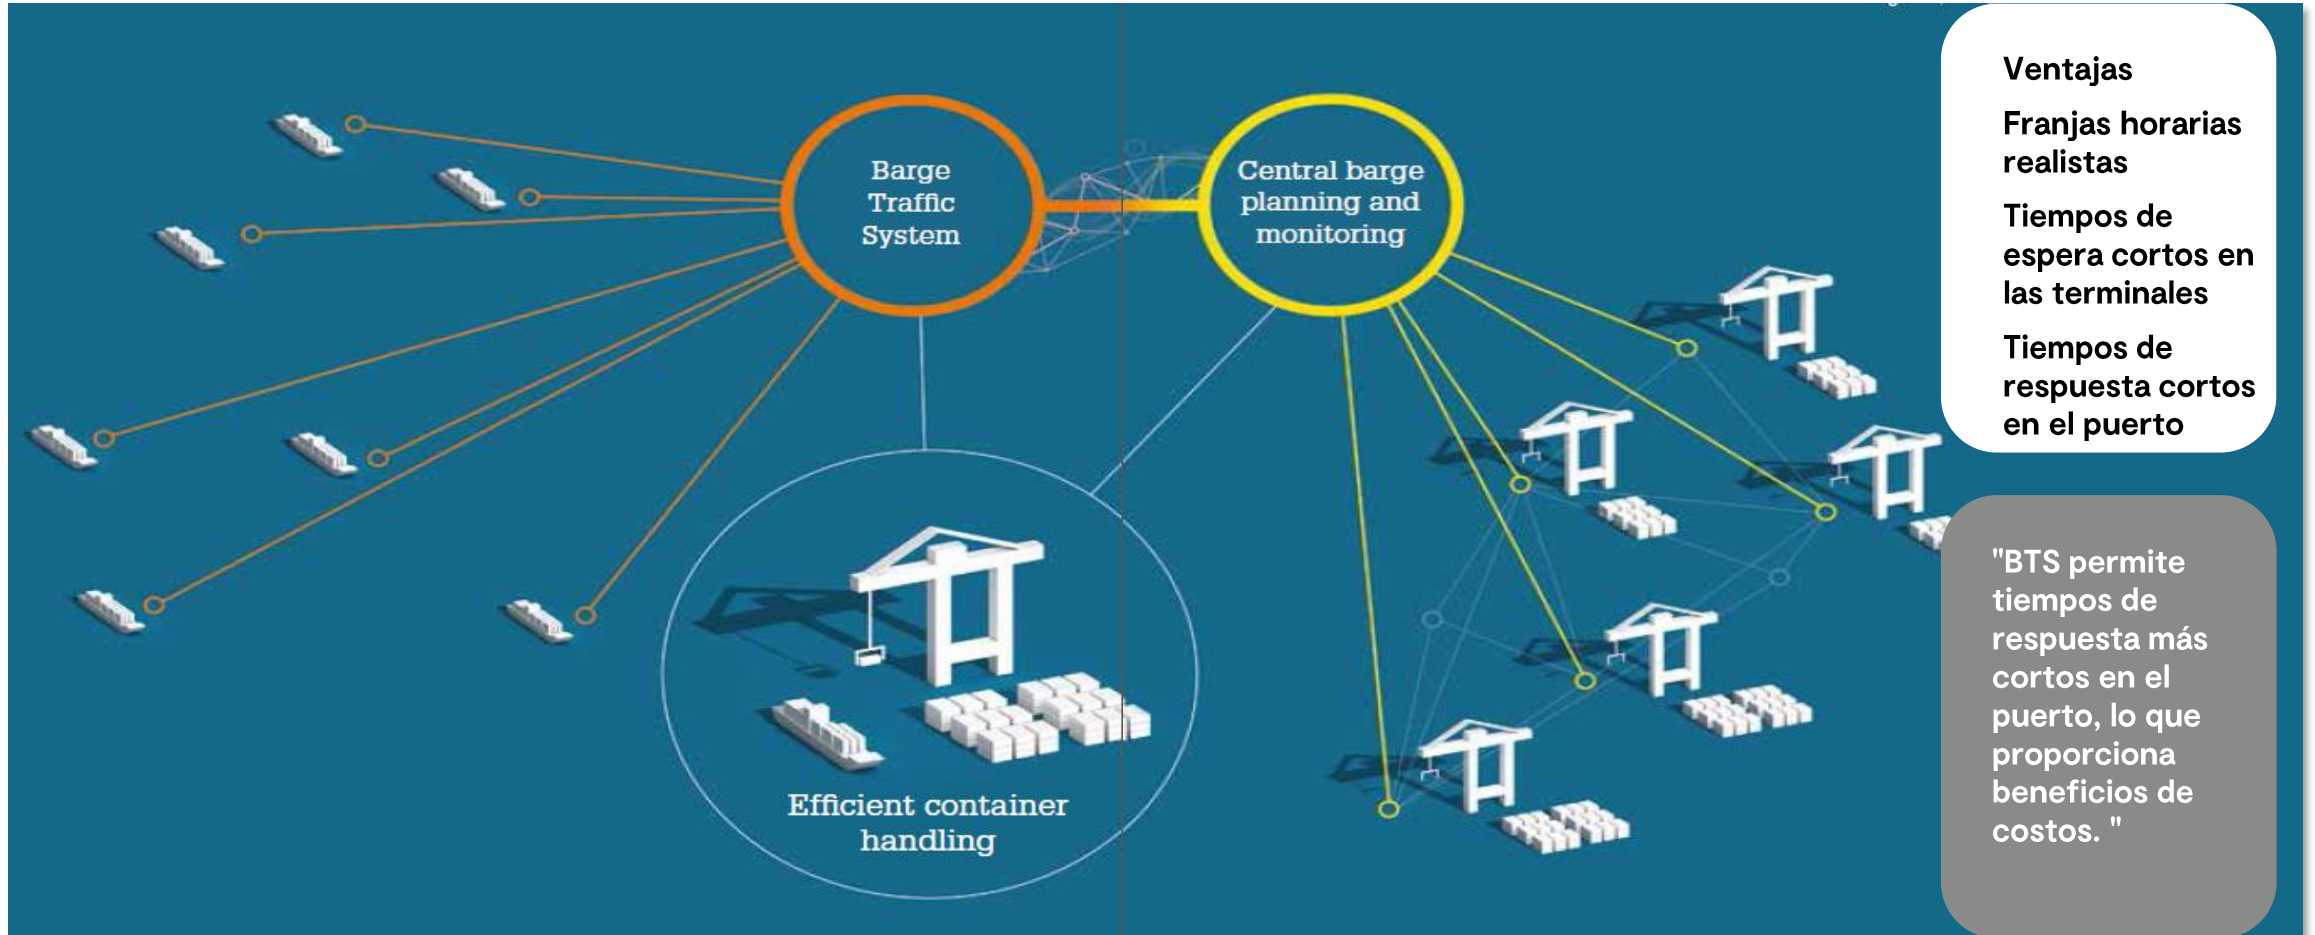 Barge
Traffic
System
Central barge
planning and
monitoring
Efficient container
handling
Ventajas
Franjas horarias
realistas
Tiempos de
espera cortos en
las terminales
Tiempos de
respuesta cortos
en el puerto
"BTS permite
tiempos de
respuesta más
cortos en el
puerto, lo que
proporciona
beneficios de
costos. "